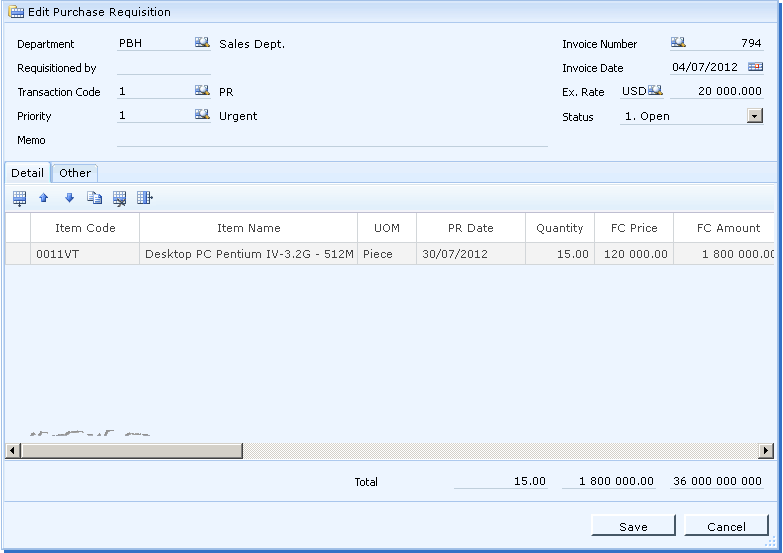 Edit Purchase Requisition
Department PBH Sales Dept. Invoice Number 794
Requisitioned by Invoice Date 04/07/2012
Transaction Code 1 PR Ex. Rate USD 20 000.000
Priority 1 Urgent Status 1. Open
Memo
Detail Other
Item Code Item Name UOM PR Date Quantity FC Price FC Amount
0011VT Desktop PC Pentium IV-3.2G - 512M Piece 30/07/2012 15.00 120 000.00 1 800 000.00
Total 15.00 1 800 000.00 36 000 000 000
Save Cancel